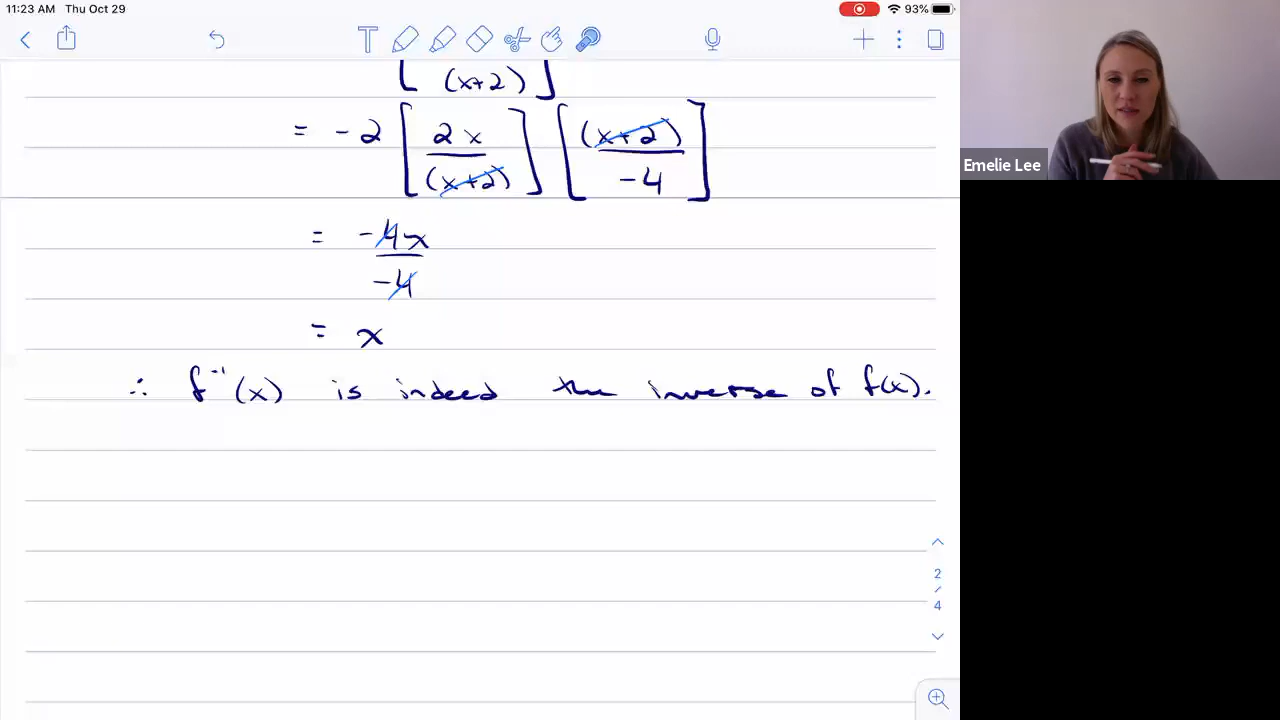 11:23 AM Thu Oct 29
93%
T
[ (x+2) ]
= -2 [ 2x / (x+2) ] [ (x+2) / -4 ]
= -4x / -4
= x
∴ f⁻¹(x) is indeed the inverse of f(x).
2
/
4
Emelie Lee